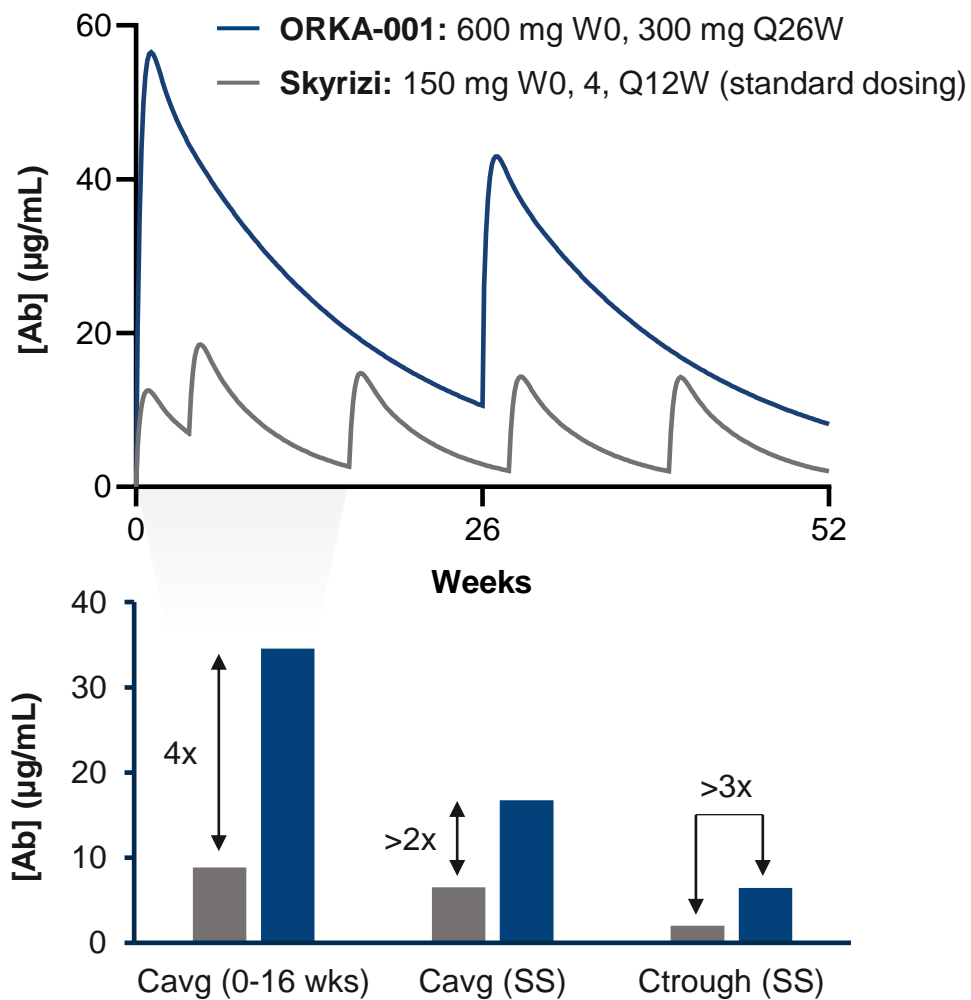 ORKA-001: 600 mg W0, 300 mg Q26W
Skyrizi: 150 mg W0, 4, Q12W (standard dosing)
60
40
20
0
[Ab] (μg/mL)
0
26
52
Weeks
40
30
20
10
0
[Ab] (μg/mL)
4x
>2x
>3x
Cavg (0-16 wks)
Cavg (SS)
Ctrough (SS)